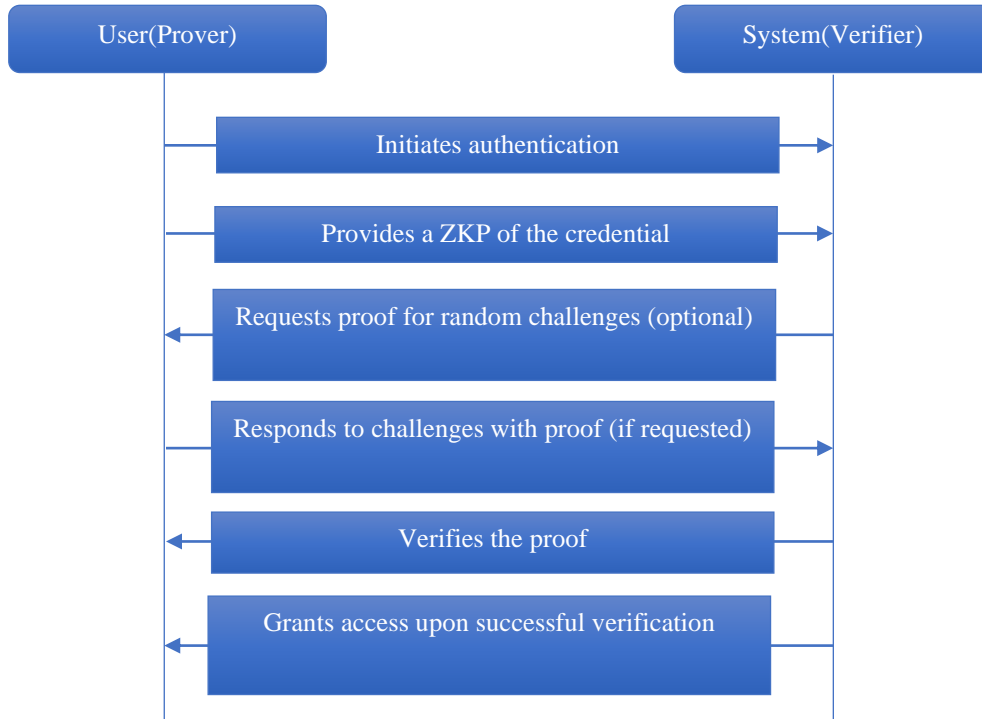 User(Prover)
System(Verifier)
Initiates authentication
Provides a ZKP of the credential
Requests proof for random challenges (optional)
Responds to challenges with proof (if requested)
Verifies the proof
Grants access upon successful verification